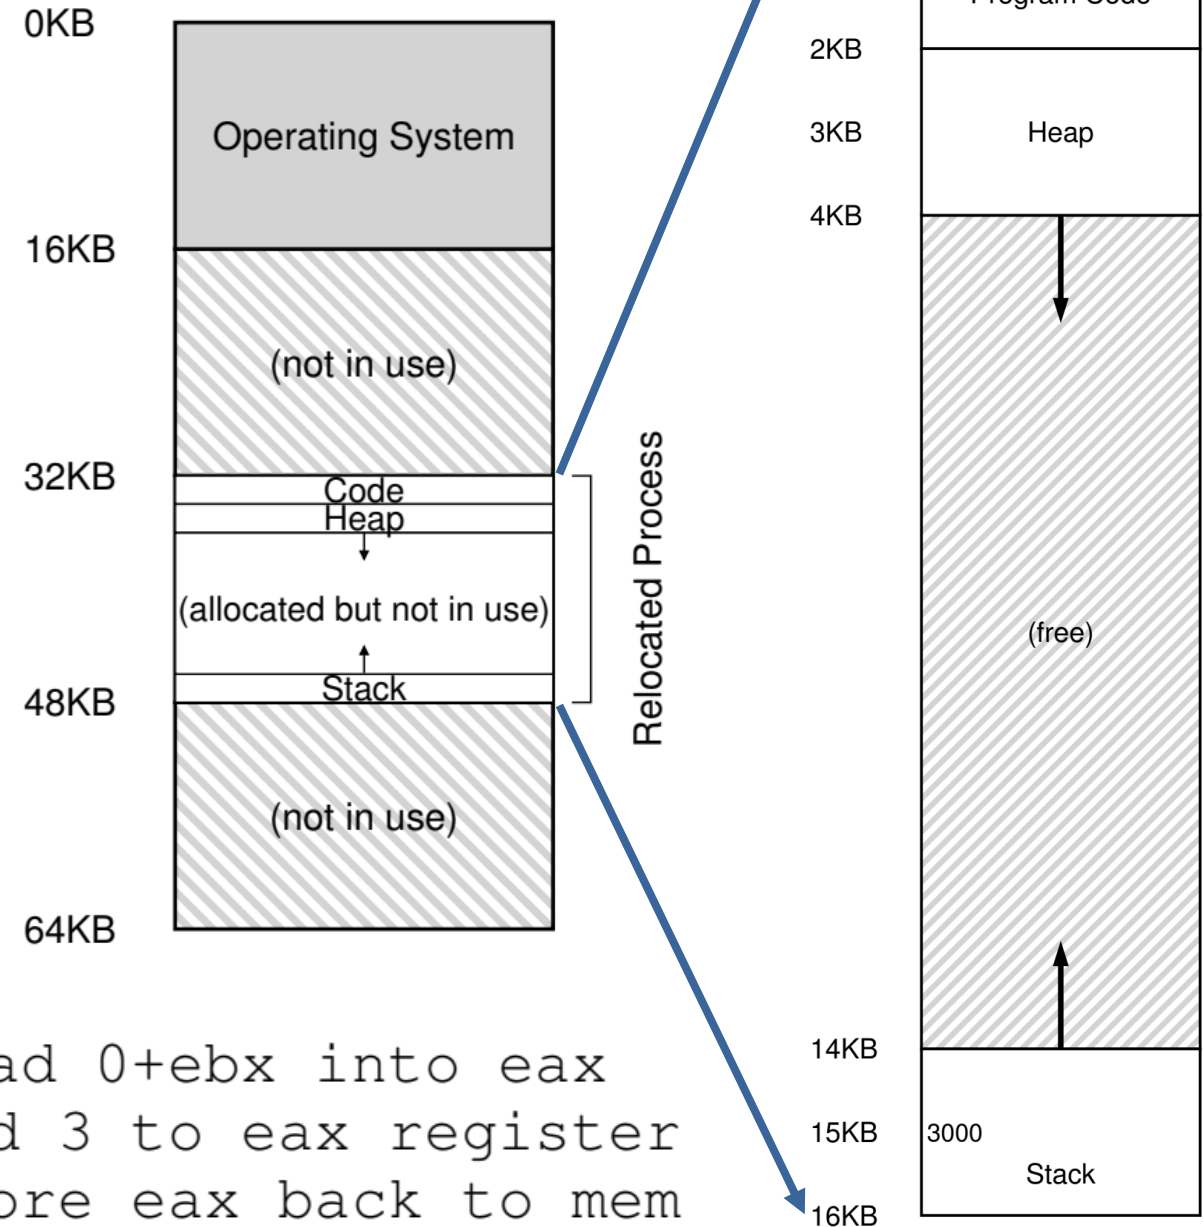 0KB
Operating System
16KB
(not in use)
32KB
Code
Heap
(allocated but not in use)
Stack
48KB
(not in use)
64KB
Relocated Process
Program Code
2KB
3KB
Heap
4KB
(free)
14KB
15KB
3000
Stack
16KB
ad 0+ebx into eax
d 3 to eax register
ore eax back to mem